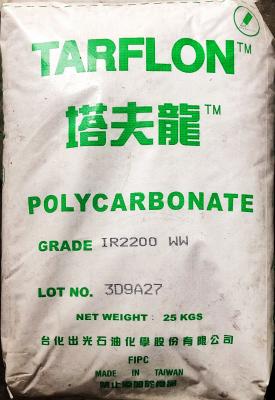 TARFLON™
塔夫龍™
POLYCARBONATE
GRADE IR2200 WW
LOT NO. 3D9A27
NET WEIGHT: 25 KGS
台化出光石油化學股份有限公司
FIPC
MADE IN TAIWAN